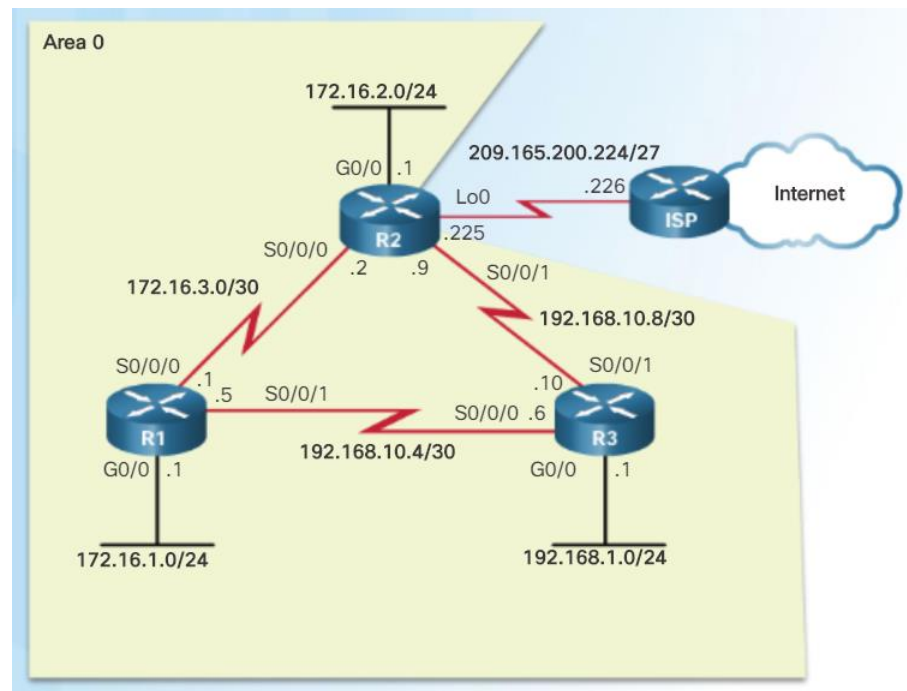 Area 0
172.16.2.0/24
209.165.200.224/27
G0/0 .1
.226
Internet
Lo0
ISP
R2
.225
S0/0/0
.2 .9
S0/0/1
172.16.3.0/30
192.168.10.8/30
S0/0/0
.1
S0/0/1
.5 S0/0/1
.10
S0/0/0 .6
R1
R3
192.168.10.4/30
G0/0 .1
G0/0 .1
172.16.1.0/24
192.168.1.0/24